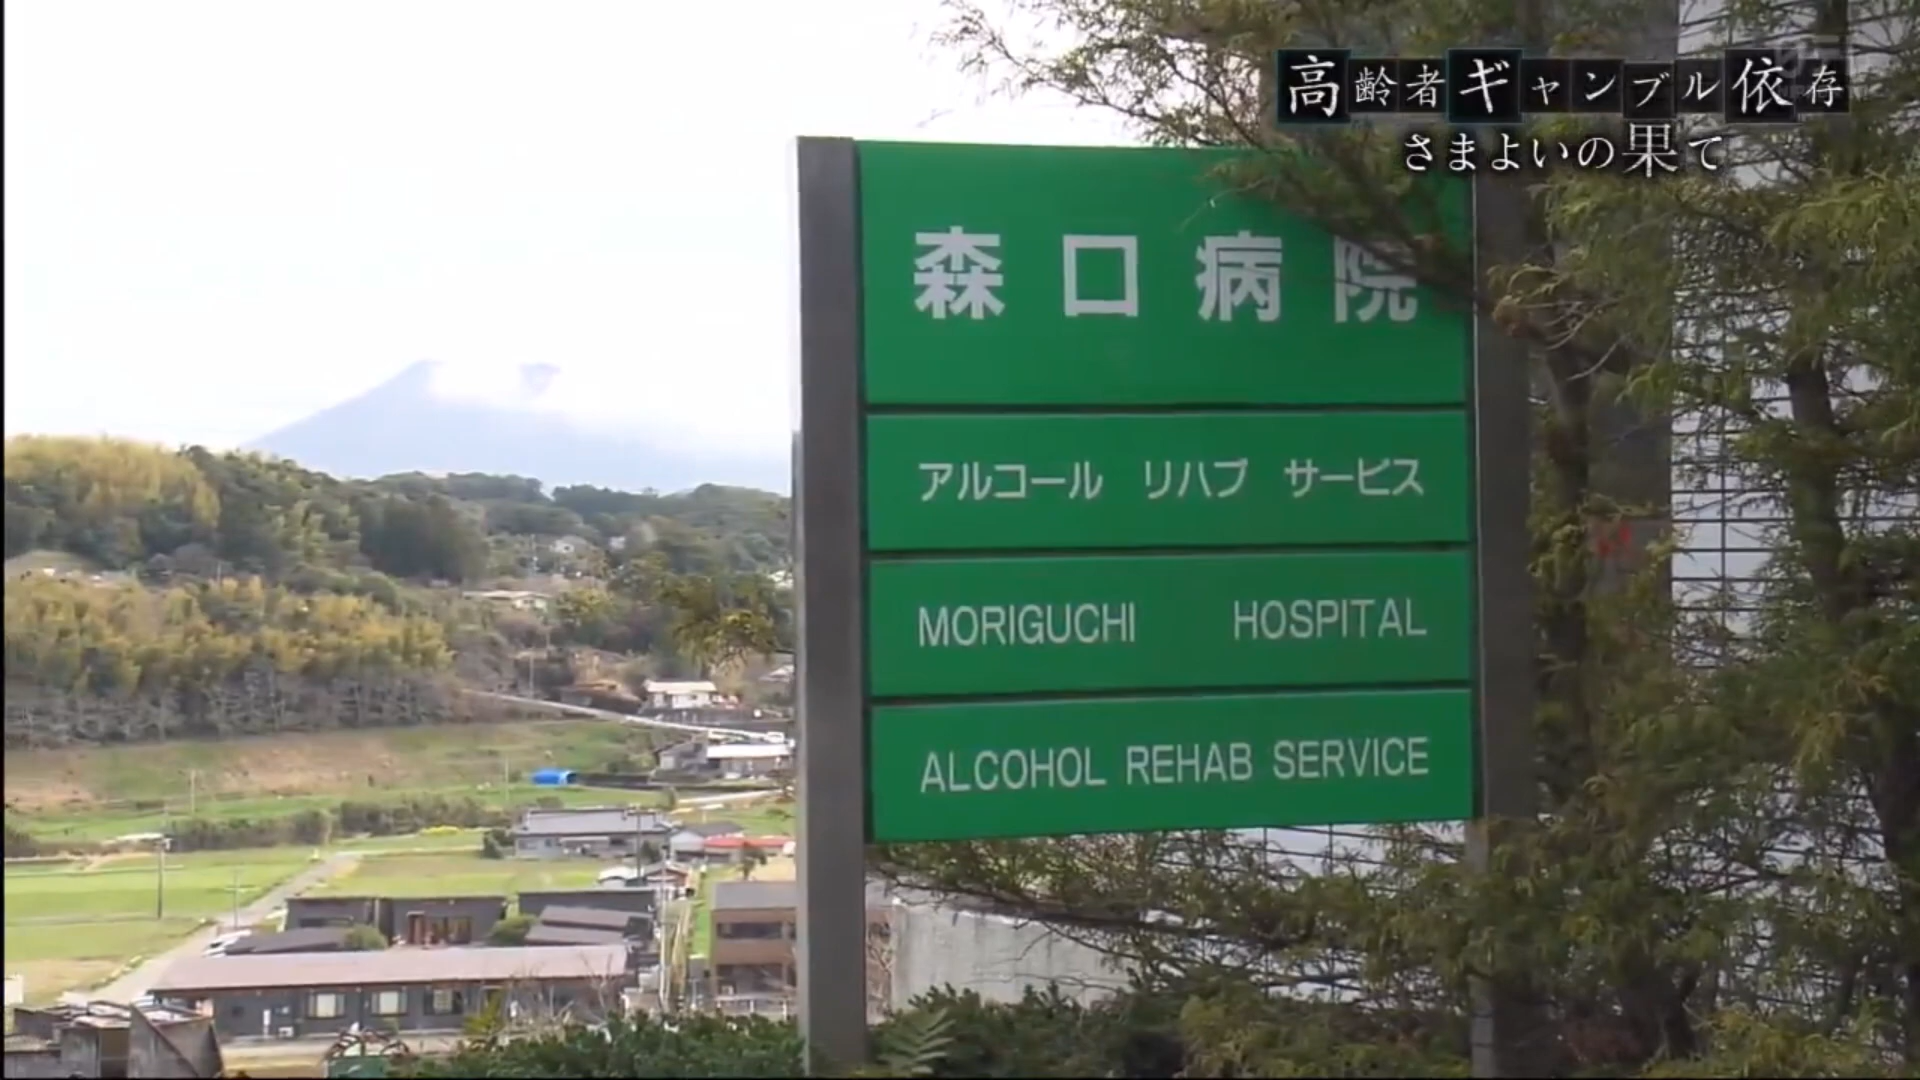 高齢者ギャンブル依存
さまよいの果て
森口病院
アルコール リハブ サービス
MORIGUCHI HOSPITAL
ALCOHOL REHAB SERVICE